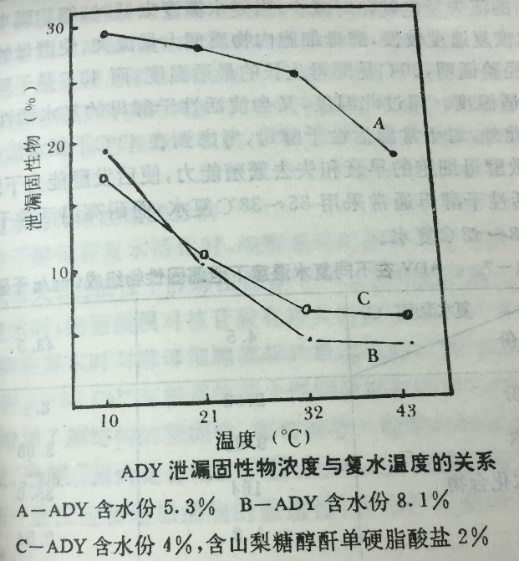 30
20
10
泄漏固性物（%）
A
C
B
10 21 32 43
温度（℃）
ADY 泄漏固性物浓度与复水温度的关系
A—ADY 含水份 5.3% B—ADY 含水份 8.1%
C—ADY 含水份 4%,含山梨糖醇酐单硬脂酸盐 2%